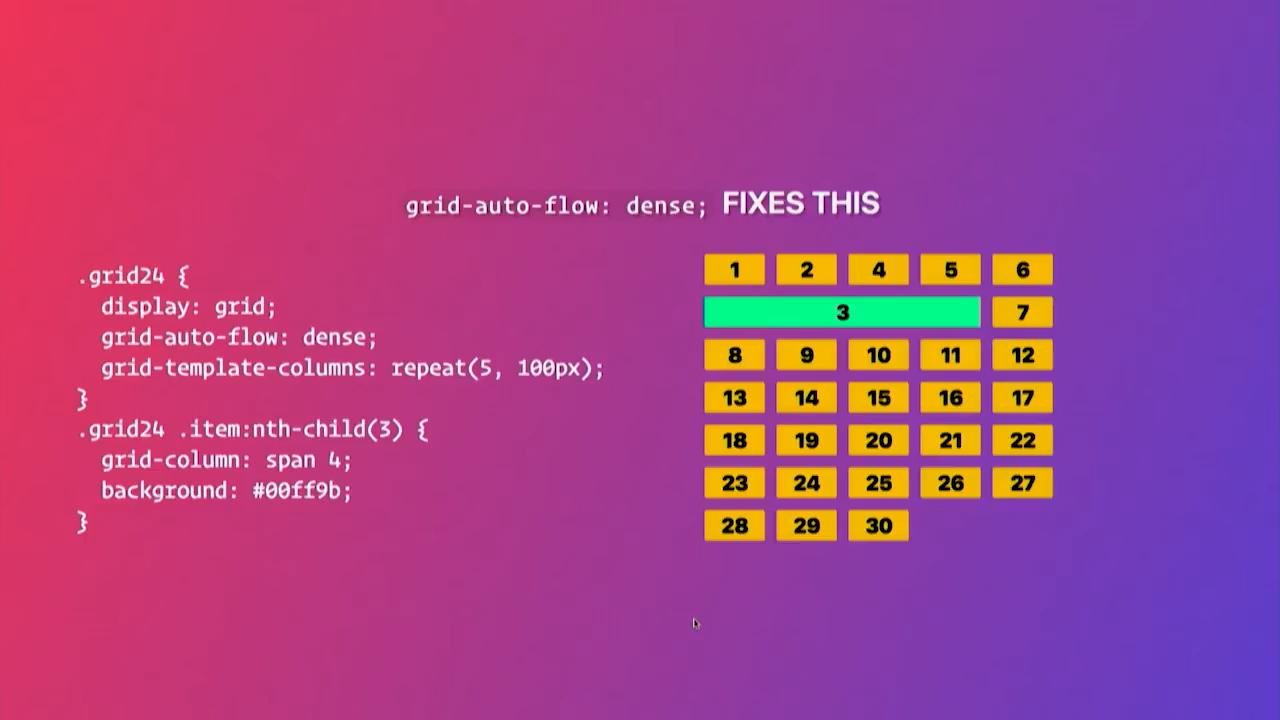 grid-auto-flow: dense; FIXES THIS
.grid24 {
  display: grid;
  grid-auto-flow: dense;
  grid-template-columns: repeat(5, 100px);
}
.grid24 .item:nth-child(3) {
  grid-column: span 4;
  background: #00ff9b;
}
1 2 4 5 6
3 7
8 9 10 11 12
13 14 15 16 17
18 19 20 21 22
23 24 25 26 27
28 29 30